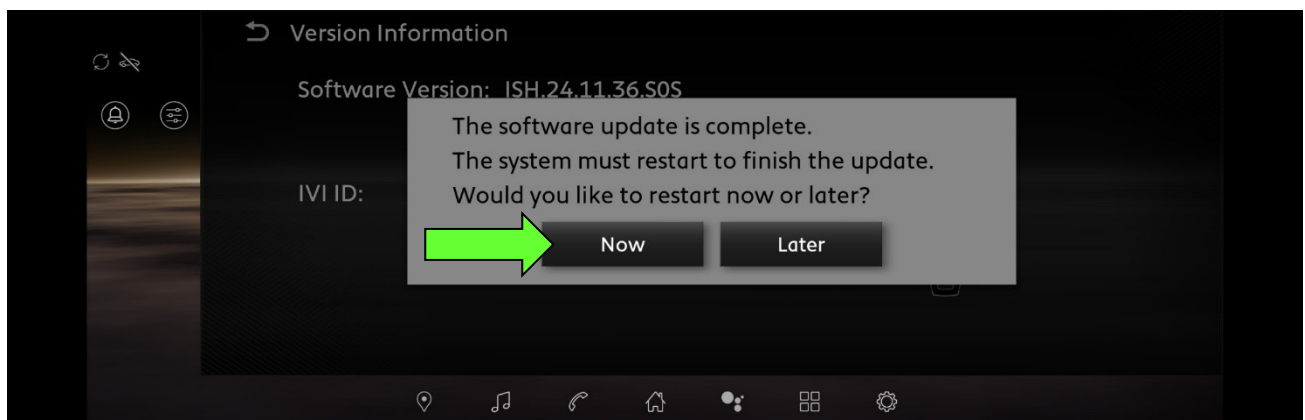 Version Information
Software Version: ISH.24.11.36.S0S
The software update is complete.
The system must restart to finish the update.
Would you like to restart now or later?
IVI ID:
Now
Later